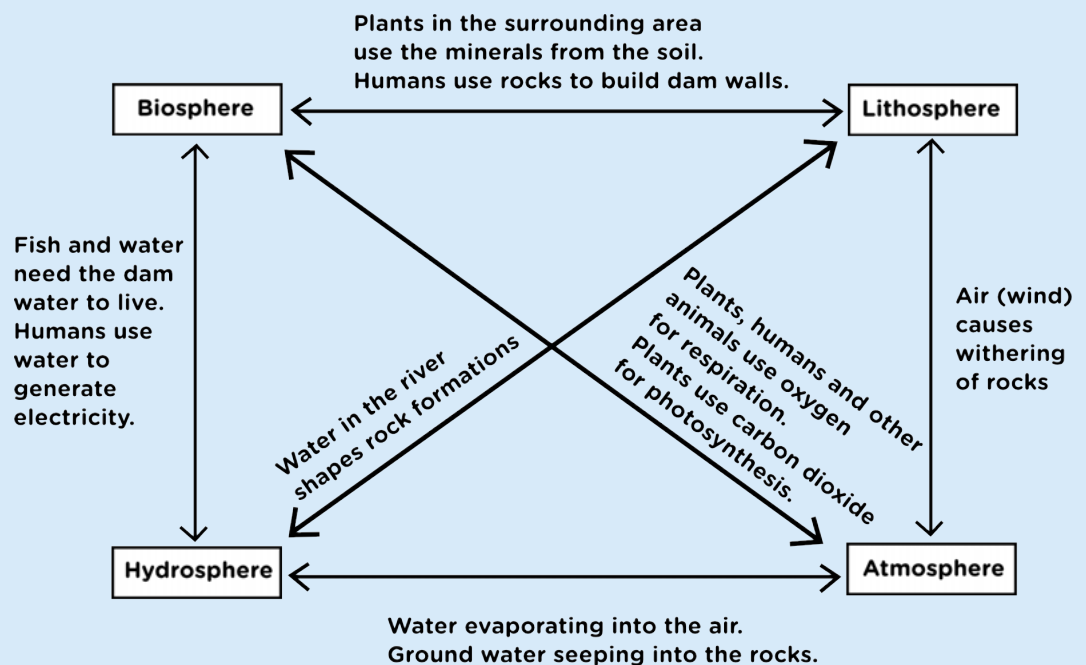 Plants in the surrounding area
use the minerals from the soil.
Humans use rocks to build dam walls.
Biosphere
Lithosphere
Fish and water
need the dam
water to live.
Humans use
water to
generate
electricity.
Water in the river
shapes rock formations
Plants, humans and other
animals use oxygen
for respiration.
Plants use carbon dioxide
for photosynthesis.
Air (wind)
causes
withering
of rocks
Hydrosphere
Atmosphere
Water evaporating into the air.
Ground water seeping into the rocks.